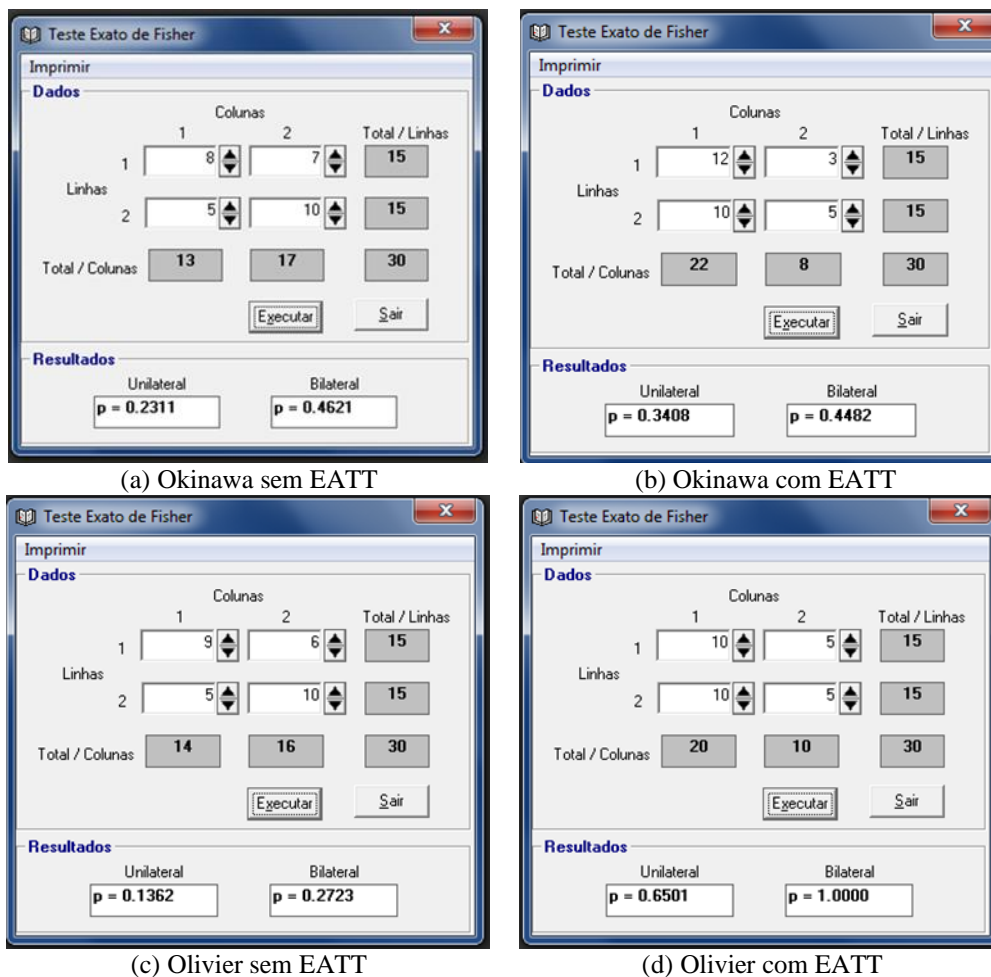 Teste Exato de Fisher
Imprimir
Dados
Colunas
1 2 Total / Linhas
1 8 7 15
Linhas
2 5 10 15
Total / Colunas 13 17 30
Executar Sair
Resultados
Unilateral Bilateral
p = 0.2311 p = 0.4621
(a) Okinawa sem EATT
Teste Exato de Fisher
Imprimir
Dados
Colunas
1 2 Total / Linhas
1 12 3 15
Linhas
2 10 5 15
Total / Colunas 22 8 30
Executar Sair
Resultados
Unilateral Bilateral
p = 0.3408 p = 0.4482
(b) Okinawa com EATT
Teste Exato de Fisher
Imprimir
Dados
Colunas
1 2 Total / Linhas
1 9 6 15
Linhas
2 5 10 15
Total / Colunas 14 16 30
Executar Sair
Resultados
Unilateral Bilateral
p = 0.1362 p = 0.2723
(c) Olivier sem EATT
Teste Exato de Fisher
Imprimir
Dados
Colunas
1 2 Total / Linhas
1 10 5 15
Linhas
2 10 5 15
Total / Colunas 20 10 30
Executar Sair
Resultados
Unilateral Bilateral
p = 0.6501 p = 1.0000
(d) Olivier com EATT